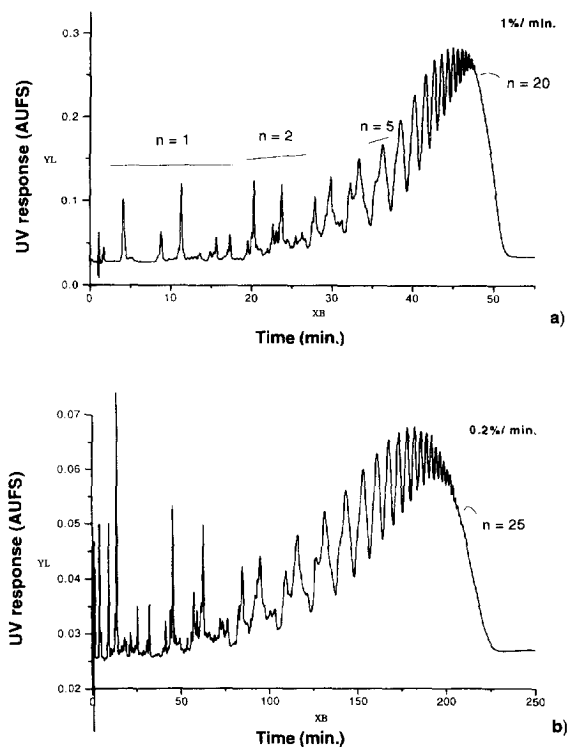 1%/min.
0.3
0.2
0.1
0.0
UV response (AUFS)
YL
n = 1
n = 2
n = 5
n = 20
0
10
20
30
40
50
XB
Time (min.)
a)
0.2%/min.
0.07
0.06
0.05
0.04
0.03
0.02
UV response (AUFS)
YL
n = 25
0
50
100
150
200
250
XB
Time (min.)
b)